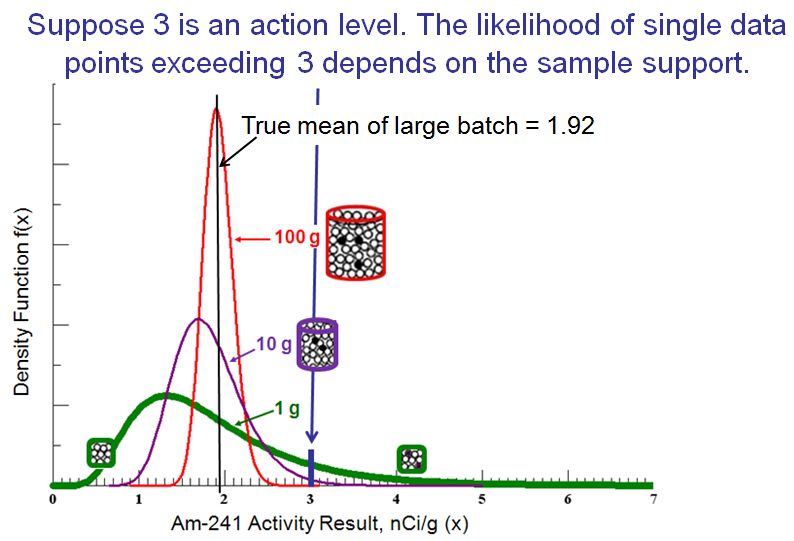 Suppose 3 is an action level. The likelihood of single data
points exceeding 3 depends on the sample support.
True mean of large batch = 1.92
100 g
10 g
1 g
Density Function f(x)
0 1 2 3 4 5 6 7
Am-241 Activity Result, nCi/g (x)